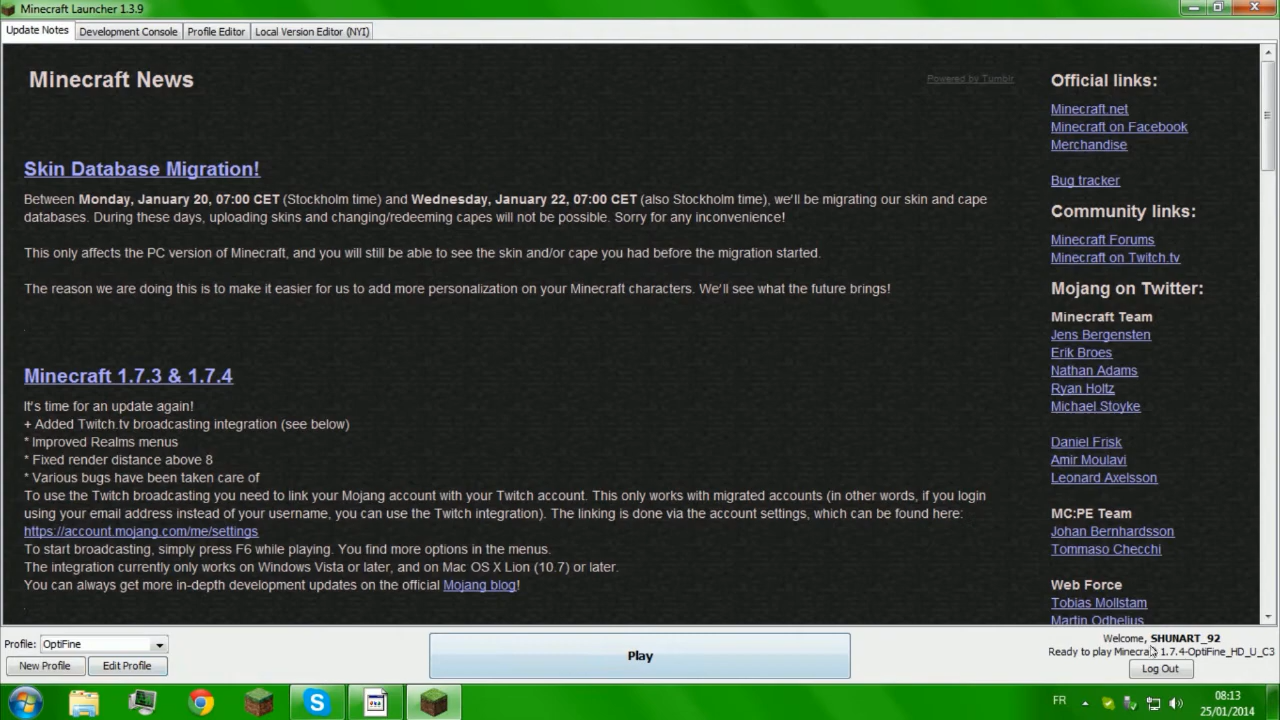 Minecraft Launcher 1.3.9
Update Notes Development Console Profile Editor Local Version Editor (NYI)
Minecraft News
Powered by Tumblr
Skin Database Migration!
Between Monday, January 20, 07:00 CET (Stockholm time) and Wednesday, January 22, 07:00 CET (also Stockholm time), we'll be migrating our skin and cape
databases. During these days, uploading skins and changing/redeeming capes will not be possible. Sorry for any inconvenience!
This only affects the PC version of Minecraft, and you will still be able to see the skin and/or cape you had before the migration started.
The reason we are doing this is to make it easier for us to add more personalization on your Minecraft characters. We'll see what the future brings!
Minecraft 1.7.3 & 1.7.4
It's time for an update again!
+ Added Twitch.tv broadcasting integration (see below)
* Improved Realms menus
* Fixed render distance above 8
* Various bugs have been taken care of
To use the Twitch broadcasting you need to link your Mojang account with your Twitch account. This only works with migrated accounts (in other words, if you login
using your email address instead of your username, you can use the Twitch integration). The linking is done via the account settings, which can be found here:
https://account.mojang.com/me/settings
To start broadcasting, simply press F6 while playing. You find more options in the menus.
The integration currently only works on Windows Vista or later, and on Mac OS X Lion (10.7) or later.
You can always get more in-depth development updates on the official Mojang blog!
Official links:
Minecraft.net
Minecraft on Facebook
Merchandise
Bug tracker
Community links:
Minecraft Forums
Minecraft on Twitch.tv
Mojang on Twitter:
Minecraft Team
Jens Bergensten
Erik Broes
Nathan Adams
Ryan Holtz
Michael Stoyke
Daniel Frisk
Amir Moulavi
Leonard Axelsson
MC:PE Team
Johan Bernhardsson
Tommaso Checchi
Web Force
Tobias Mollstam
Martin Odhelius
Profile: OptiFine
New Profile Edit Profile
Play
Welcome, SHUNART_92
Ready to play Minecraft 1.7.4-OptiFine_HD_U_C3
Log Out
FR
08:13
25/01/2014